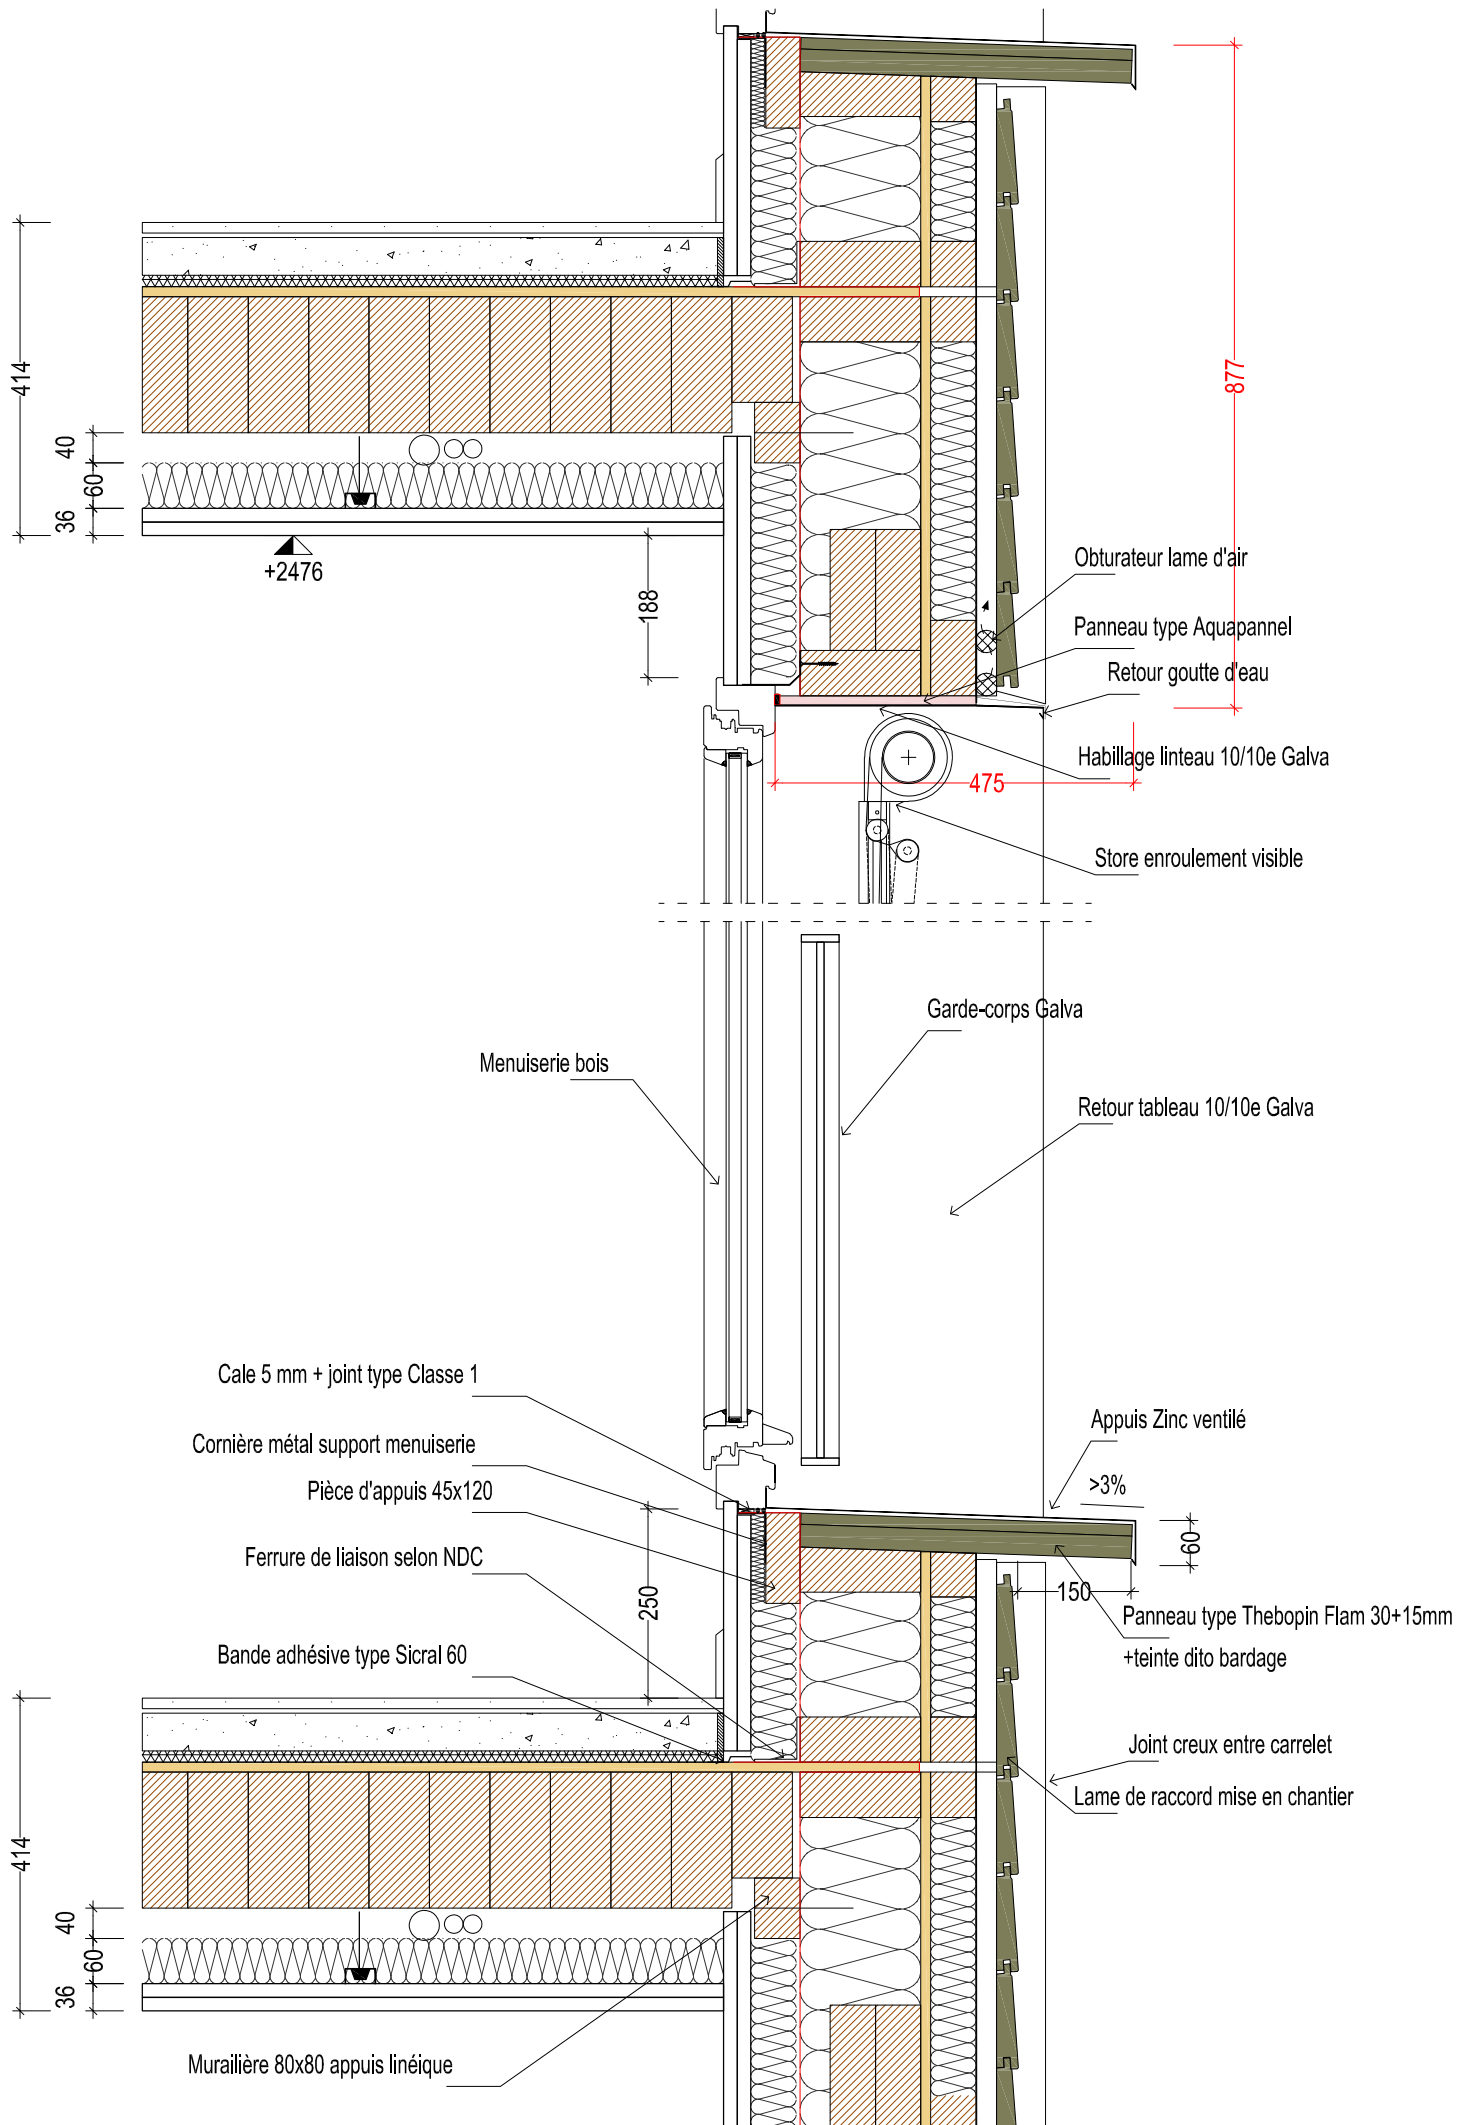 414
40
60
36
+2476
188
877
Obturateur lame d'air
Panneau type Aquapannel
Retour goutte d'eau
Habillage linteau 10/10e Galva
475
Store enroulement visible
Garde-corps Galva
Menuiserie bois
Retour tableau 10/10e Galva
Cale 5 mm + joint type Classe 1
Cornière métal support menuiserie
Pièce d'appuis 45x120
Ferrure de liaison selon NDC
Bande adhésive type Sicral 60
250
Appuis Zinc ventilé
>3%
60
150
Panneau type Thebopin Flam 30+15mm
+teinte dito bardage
Joint creux entre carrelet
Lame de raccord mise en chantier
414
40
60
36
Murailière 80x80 appuis linéique